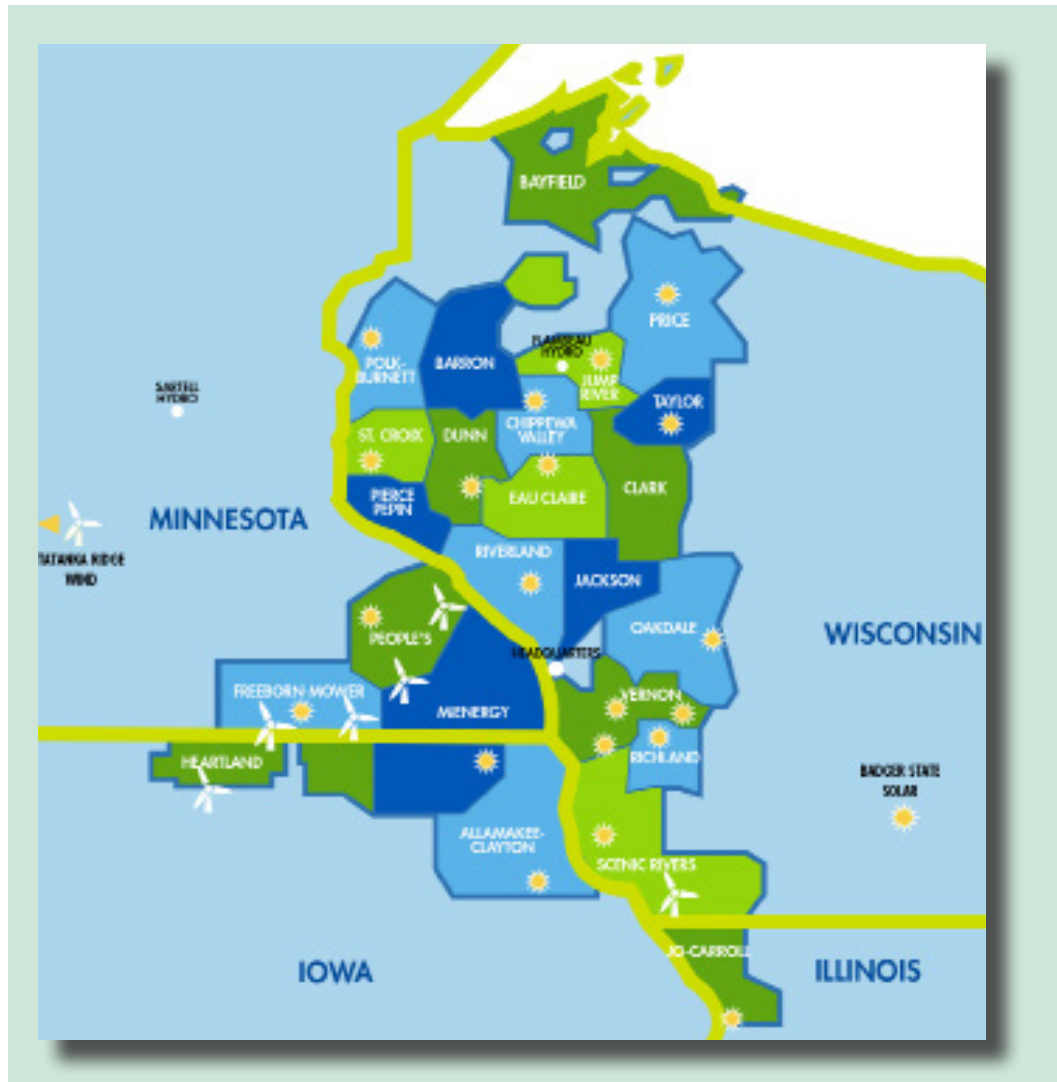 BAYFIELD
PRICE
FLAMBEAU
HYDRO
POLK-
BURNETT
BARRON
JUMP
RIVER
SARTELL
HYDRO
TAYLOR
ST. CROIX
DUNN
CHIPPEWA
VALLEY
PIERCE
PEPIN
EAU CLAIRE
CLARK
MINNESOTA
TATANKA RIDGE
WIND
RIVERLAND
JACKSON
PEOPLE'S
OAKDALE
WISCONSIN
HEADQUARTERS
FREEBORN-MOWER
MIENERGY
VERNON
HEARTLAND
RICHLAND
BADGER STATE
SOLAR
ALLAMAKEE-
CLAYTON
SCENIC RIVERS
JO-CARROLL
IOWA
ILLINOIS